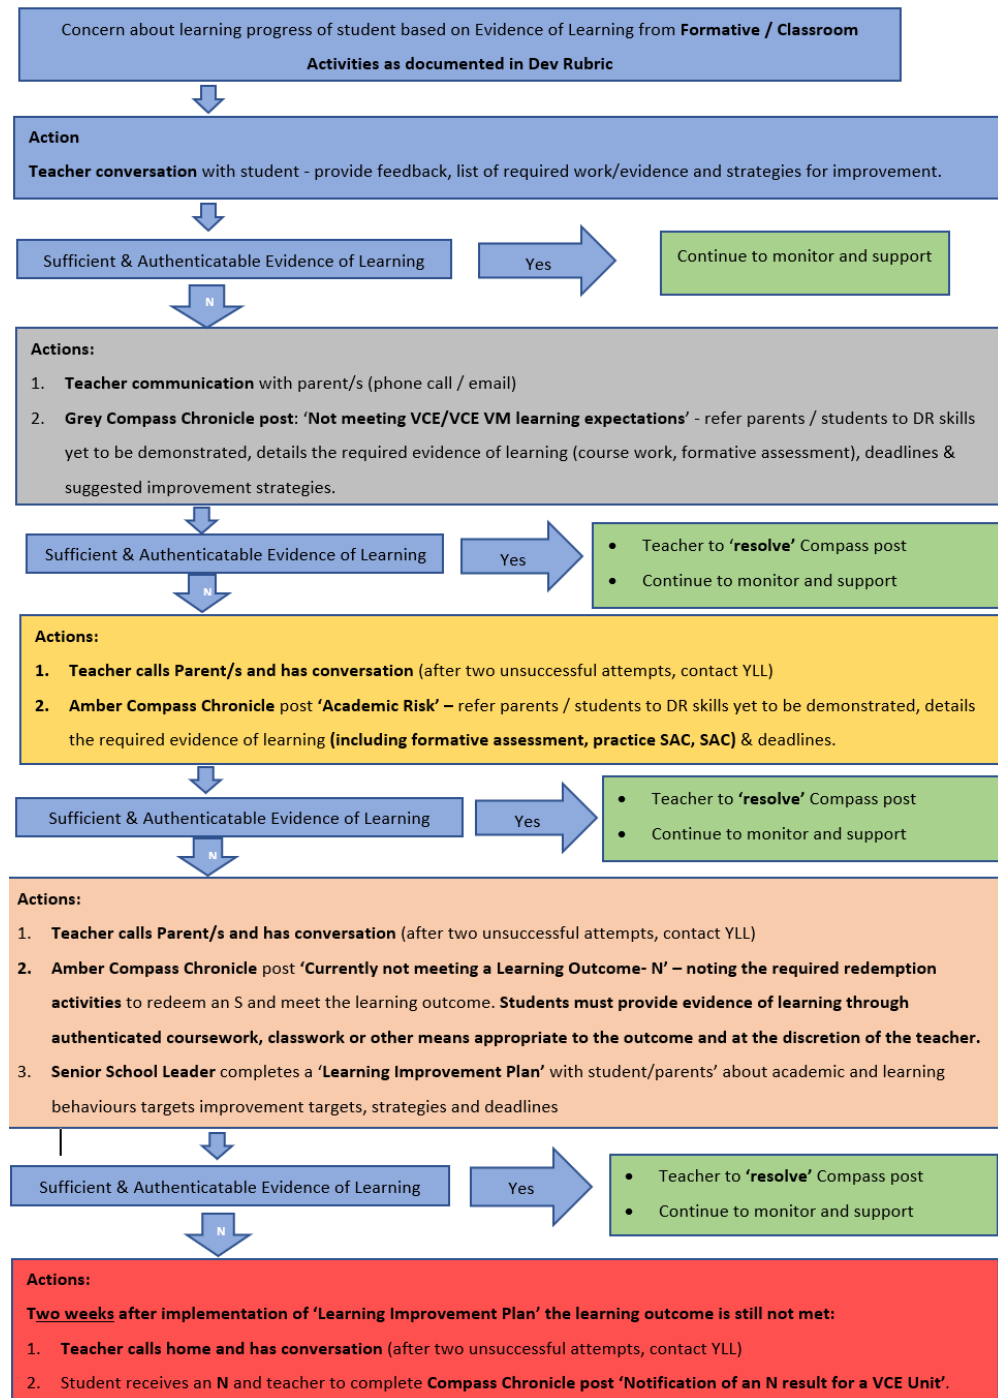 Concern about learning progress of student based on Evidence of Learning from Formative / Classroom
Activities as documented in Dev Rubric
Action
Teacher conversation with student - provide feedback, list of required work/evidence and strategies for improvement.
Sufficient & Authenticatable Evidence of Learning
Yes
Continue to monitor and support
N
Actions:
1. Teacher communication with parent/s (phone call / email)
2. Grey Compass Chronicle post: ‘Not meeting VCE/VCE VM learning expectations’ - refer parents / students to DR skills
yet to be demonstrated, details the required evidence of learning (course work, formative assessment), deadlines &
suggested improvement strategies.
Sufficient & Authenticatable Evidence of Learning
Yes
• Teacher to ‘resolve’ Compass post
• Continue to monitor and support
N
Actions:
1. Teacher calls Parent/s and has conversation (after two unsuccessful attempts, contact YLL)
2. Amber Compass Chronicle post ‘Academic Risk’ – refer parents / students to DR skills yet to be demonstrated, details
the required evidence of learning (including formative assessment, practice SAC, SAC) & deadlines.
Sufficient & Authenticatable Evidence of Learning
Yes
• Teacher to ‘resolve’ Compass post
• Continue to monitor and support
N
Actions:
1. Teacher calls Parent/s and has conversation (after two unsuccessful attempts, contact YLL)
2. Amber Compass Chronicle post ‘Currently not meeting a Learning Outcome- N’ – noting the required redemption
activities to redeem an S and meet the learning outcome. Students must provide evidence of learning through
authenticated coursework, classwork or other means appropriate to the outcome and at the discretion of the teacher.
3. Senior School Leader completes a ‘Learning Improvement Plan’ with student/parents’ about academic and learning
behaviours targets improvement targets, strategies and deadlines
Sufficient & Authenticatable Evidence of Learning
Yes
• Teacher to ‘resolve’ Compass post
• Continue to monitor and support
N
Actions:
Two weeks after implementation of ‘Learning Improvement Plan’ the learning outcome is still not met:
1. Teacher calls home and has conversation (after two unsuccessful attempts, contact YLL)
2. Student receives an N and teacher to complete Compass Chronicle post ‘Notification of an N result for a VCE Unit’.